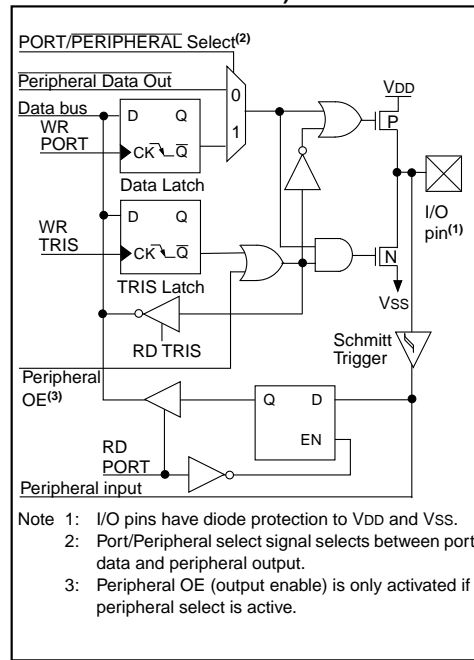 PORT/PERIPHERAL Select(2)
Peripheral Data Out
Data bus
WR
PORT
D Q
CK Q
Data Latch
0
1
VDD
P
I/O
pin(1)
WR
TRIS
D Q
CK Q
TRIS Latch
N
VSS
RD TRIS
Schmitt
Trigger
Peripheral
OE(3)
Q D
EN
RD
PORT
Peripheral input
Note 1: I/O pins have diode protection to VDD and VSS.
2: Port/Peripheral select signal selects between port
data and peripheral output.
3: Peripheral OE (output enable) is only activated if
peripheral select is active.